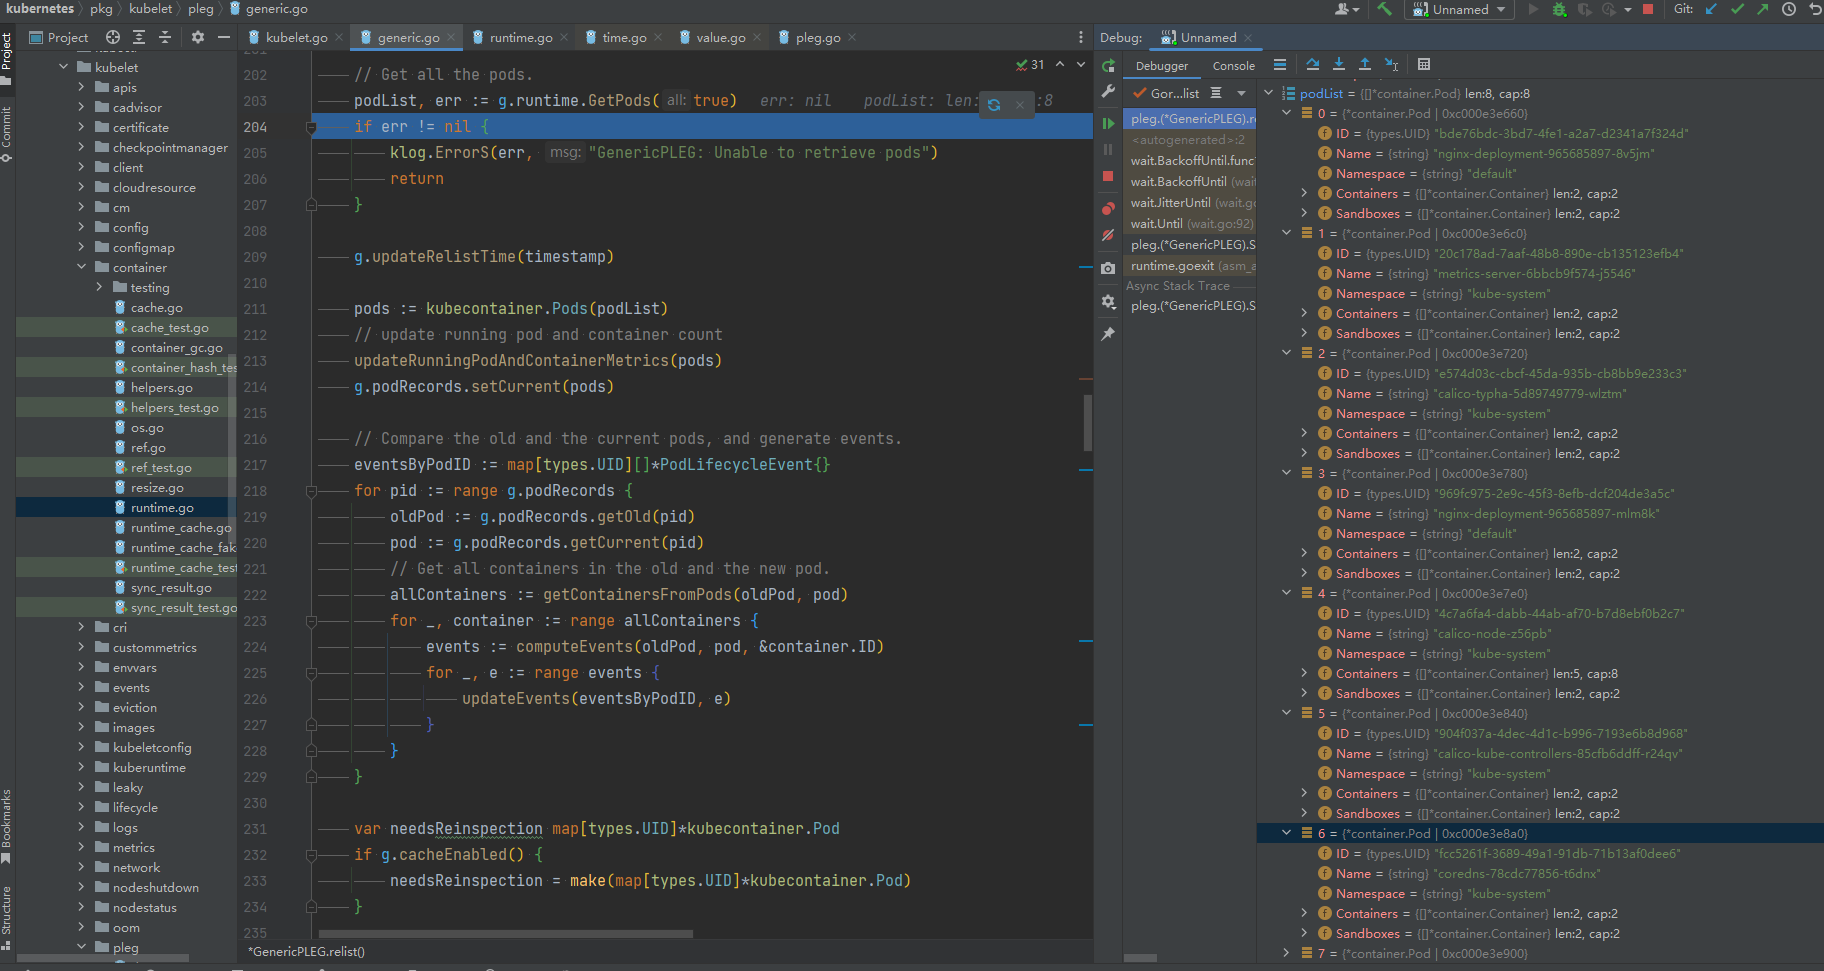 kubernetes pkg kubelet pleg generic.go
Unnamed Git:
Project
kubelet.go generic.go runtime.go time.go value.go pleg.go
Debug: Unnamed
Project
Commit
Bookmarks
Structure
kubelet
apis
cadvisor
certificate
checkpointmanager
client
cloudresource
cm
config
configmap
container
testing
cache.go
cache_test.go
container_gc.go
container_hash_tes
helpers.go
helpers_test.go
os.go
ref.go
ref_test.go
resize.go
runtime.go
runtime_cache.go
runtime_cache_fak
runtime_cache_test
sync_result.go
sync_result_test.go
cri
custommetrics
envvars
events
eviction
images
kubeletconfig
kuberuntime
leaky
lifecycle
logs
metrics
network
nodeshutdown
nodestatus
oom
pleg
31
202 // Get all the pods.
203 podList, err := g.runtime.GetPods( all: true) err: nil podList: len: :8
204 if err != nil {
205 klog.ErrorS(err, msg: "GenericPLEG: Unable to retrieve pods")
206 return
207 }
208
209 g.updateRelistTime(timestamp)
210
211 pods := kubecontainer.Pods(podList)
212 // update running pod and container count
213 updateRunningPodAndContainerMetrics(pods)
214 g.podRecords.setCurrent(pods)
215
216 // Compare the old and the current pods, and generate events.
217 eventsByPodID := map[types.UID][]*PodLifecycleEvent{}
218 for pid := range g.podRecords {
219 oldPod := g.podRecords.getOld(pid)
220 pod := g.podRecords.getCurrent(pid)
221 // Get all containers in the old and the new pod.
222 allContainers := getContainersFromPods(oldPod, pod)
223 for _, container := range allContainers {
224 events := computeEvents(oldPod, pod, &container.ID)
225 for _, e := range events {
226 updateEvents(eventsByPodID, e)
227 }
228 }
229 }
230
231 var needsReinspection map[types.UID]*kubecontainer.Pod
232 if g.cacheEnabled() {
233 needsReinspection = make(map[types.UID]*kubecontainer.Pod)
234 }
235
*GenericPLEG.relist()
Debugger Console
Gor...list
pleg.(*GenericPLEG).re
<autogenerated>:2
wait.BackoffUntil.func
wait.BackoffUntil (wait
wait.JitterUntil (wait.go
wait.Until (wait.go:92)
pleg.(*GenericPLEG).S
runtime.goexit (asm_a
Async Stack Trace
pleg.(*GenericPLEG).S
podList = {[]*container.Pod} len:8, cap:8
0 = {*container.Pod | 0xc000e3e660}
ID = {types.UID} "bde76bdc-3bd7-4fe1-a2a7-d2341a7f324d"
Name = {string} "nginx-deployment-965685897-8v5jm"
Namespace = {string} "default"
Containers = {[]*container.Container} len:2, cap:2
Sandboxes = {[]*container.Container} len:2, cap:2
1 = {*container.Pod | 0xc000e3e6c0}
ID = {types.UID} "20c178ad-7aaf-48b8-890e-cb135123efb4"
Name = {string} "metrics-server-6bbcb9f574-j5546"
Namespace = {string} "kube-system"
Containers = {[]*container.Container} len:2, cap:2
Sandboxes = {[]*container.Container} len:2, cap:2
2 = {*container.Pod | 0xc000e3e720}
ID = {types.UID} "e574d03c-cbcf-45da-935b-cb8bb9e233c3"
Name = {string} "calico-typha-5d89749779-wlztm"
Namespace = {string} "kube-system"
Containers = {[]*container.Container} len:2, cap:2
Sandboxes = {[]*container.Container} len:2, cap:2
3 = {*container.Pod | 0xc000e3e780}
ID = {types.UID} "969fc975-2e9c-45f3-8efb-dcf204de3a5c"
Name = {string} "nginx-deployment-965685897-mlm8k"
Namespace = {string} "default"
Containers = {[]*container.Container} len:2, cap:2
Sandboxes = {[]*container.Container} len:2, cap:2
4 = {*container.Pod | 0xc000e3e7e0}
ID = {types.UID} "4c7a6fa4-dabb-44ab-af70-b7d8ebf0b2c7"
Name = {string} "calico-node-z56pb"
Namespace = {string} "kube-system"
Containers = {[]*container.Container} len:5, cap:8
Sandboxes = {[]*container.Container} len:2, cap:2
5 = {*container.Pod | 0xc000e3e840}
ID = {types.UID} "904f037a-4dec-4d1c-b996-7193e6b8d968"
Name = {string} "calico-kube-controllers-85cfb6ddff-r24qv"
Namespace = {string} "kube-system"
Containers = {[]*container.Container} len:2, cap:2
Sandboxes = {[]*container.Container} len:2, cap:2
6 = {*container.Pod | 0xc000e3e8a0}
ID = {types.UID} "fcc5261f-3689-49a1-91db-71b13af0dee6"
Name = {string} "coredns-78cdc77856-t6dnx"
Namespace = {string} "kube-system"
Containers = {[]*container.Container} len:2, cap:2
Sandboxes = {[]*container.Container} len:2, cap:2
7 = {*container.Pod | 0xc000e3e900}